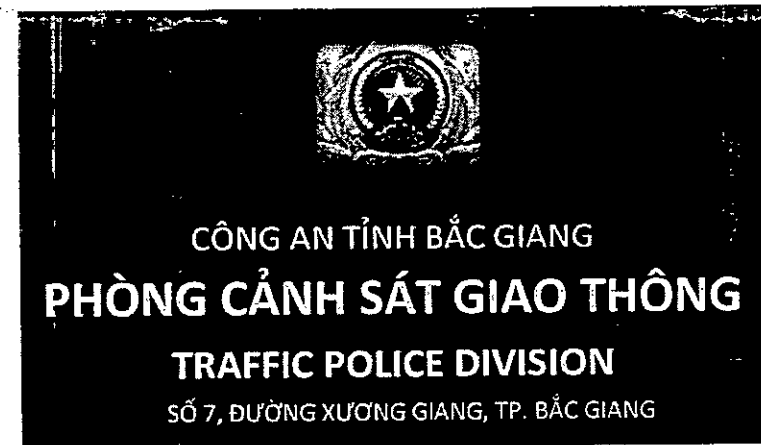 CÔNG AN TỈNH BẮC GIANG
PHÒNG CẢNH SÁT GIAO THÔNG
TRAFFIC POLICE DIVISION
SỐ 7, ĐƯỜNG XƯƠNG GIANG, TP. BẮC GIANG